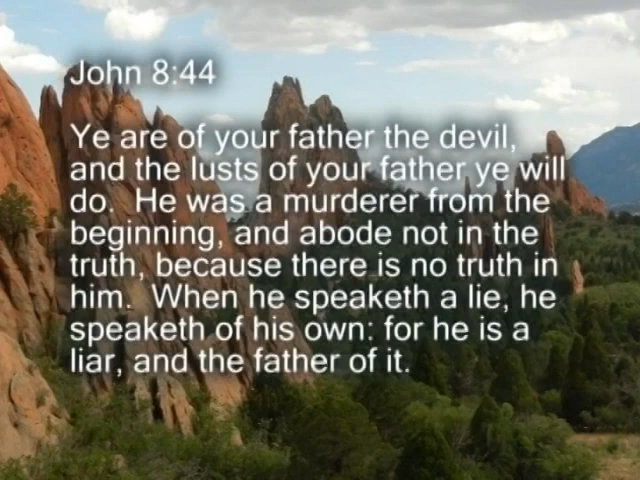 John 8:44
Ye are of your father the devil,
and the lusts of your father ye will
do.  He was a murderer from the
beginning, and abode not in the
truth, because there is no truth in
him.  When he speaketh a lie, he
speaketh of his own: for he is a
liar, and the father of it.